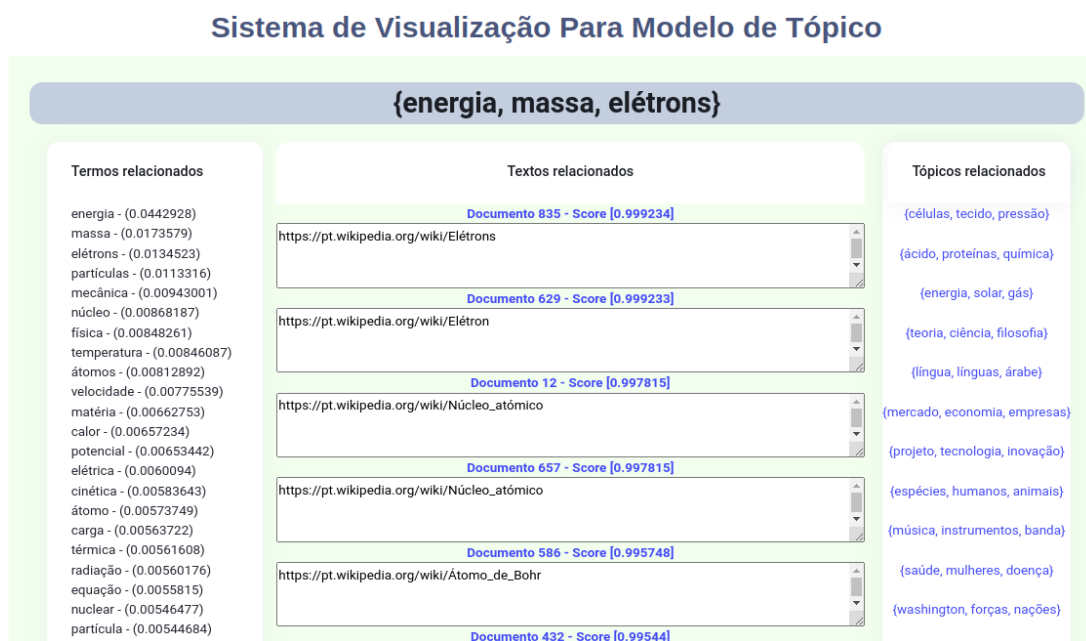 Sistema de Visualização Para Modelo de Tópico
{energia, massa, elétrons}
Termos relacionados
energia - (0.0442928)
massa - (0.0173579)
elétrons - (0.0134523)
partículas - (0.0113316)
mecânica - (0.00943001)
núcleo - (0.00868187)
física - (0.00848261)
temperatura - (0.00846087)
átomos - (0.00812892)
velocidade - (0.00775539)
matéria - (0.00662753)
calor - (0.00657234)
potencial - (0.00653442)
elétrica - (0.0060094)
cinética - (0.00583643)
átomo - (0.00573749)
carga - (0.00563722)
térmica - (0.00561608)
radiação - (0.00560176)
equação - (0.0055815)
nuclear - (0.00546477)
partícula - (0.00544684)
Textos relacionados
Documento 835 - Score [0.999234]
https://pt.wikipedia.org/wiki/Elétrons
Documento 629 - Score [0.999233]
https://pt.wikipedia.org/wiki/Elétron
Documento 12 - Score [0.997815]
https://pt.wikipedia.org/wiki/Núcleo_atómico
Documento 657 - Score [0.997815]
https://pt.wikipedia.org/wiki/Núcleo_atómico
Documento 586 - Score [0.995748]
https://pt.wikipedia.org/wiki/Átomo_de_Bohr
Documento 432 - Score [0.99544]
Tópicos relacionados
{células, tecido, pressão}
{ácido, proteínas, química}
{energia, solar, gás}
{teoria, ciência, filosofia}
{língua, línguas, árabe}
{mercado, economia, empresas}
{projeto, tecnologia, inovação}
{espécies, humanos, animais}
{música, instrumentos, banda}
{saúde, mulheres, doença}
{washington, forças, nações}